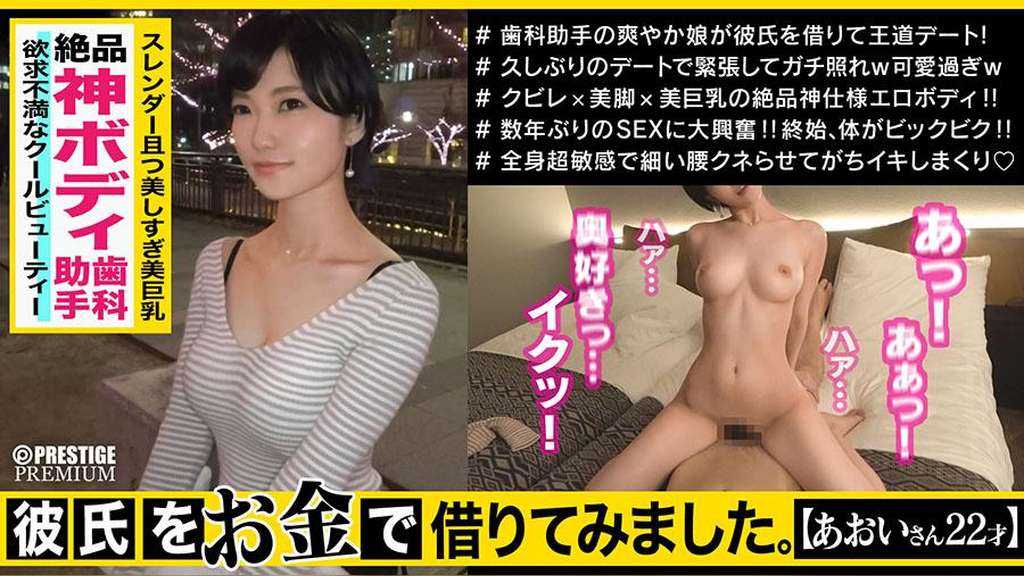 スレンダー且つ美しすぎ美巨乳
絶品
神ボディ
歯科
助手
欲求不満なクールビューティー
# 歯科助手の爽やか娘が彼氏を借りて王道デート!
# 久しぶりのデートで緊張してガチ照れw可愛過ぎw
# クビレ×美脚×美巨乳の絶品神仕様エロボディ!!
# 数年ぶりのSEXに大興奮!!終始、体がビックビク!!
# 全身超敏感で細い腰クネらせてがちイキしまくり♡
あっー!
ああっ!
ハァ…
ハァ…
奥好きっ…
イクッ!
PRESTIGE
PREMIUM
彼氏をお金で借りてみました。【あおいさん22才】